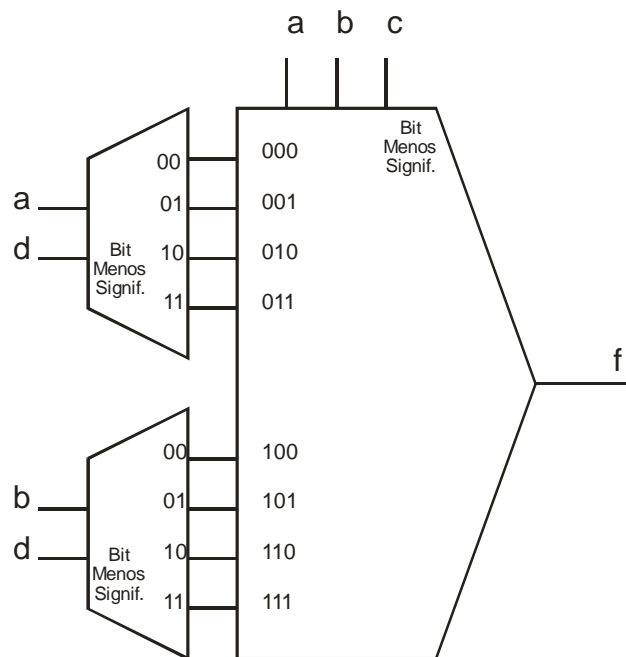 a b c
Bit
Menos
Signif.
00 000
a 01 001
d 10 010
Bit
Menos
Signif.
11 011
f
00 100
b 01 101
d 10 110
Bit
Menos
Signif.
11 111